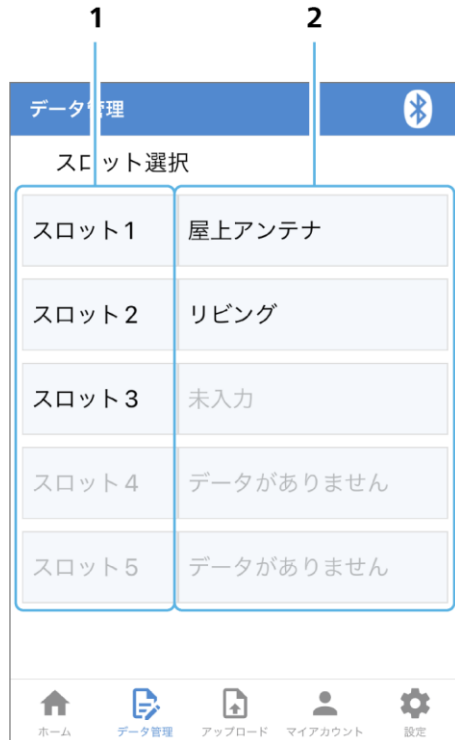 1 2
データ管理
スロット選択
スロット1 屋上アンテナ
スロット2 リビング
スロット3 未入力
スロット4 データがありません
スロット5 データがありません
ホーム データ管理 アップロード マイアカウント 設定